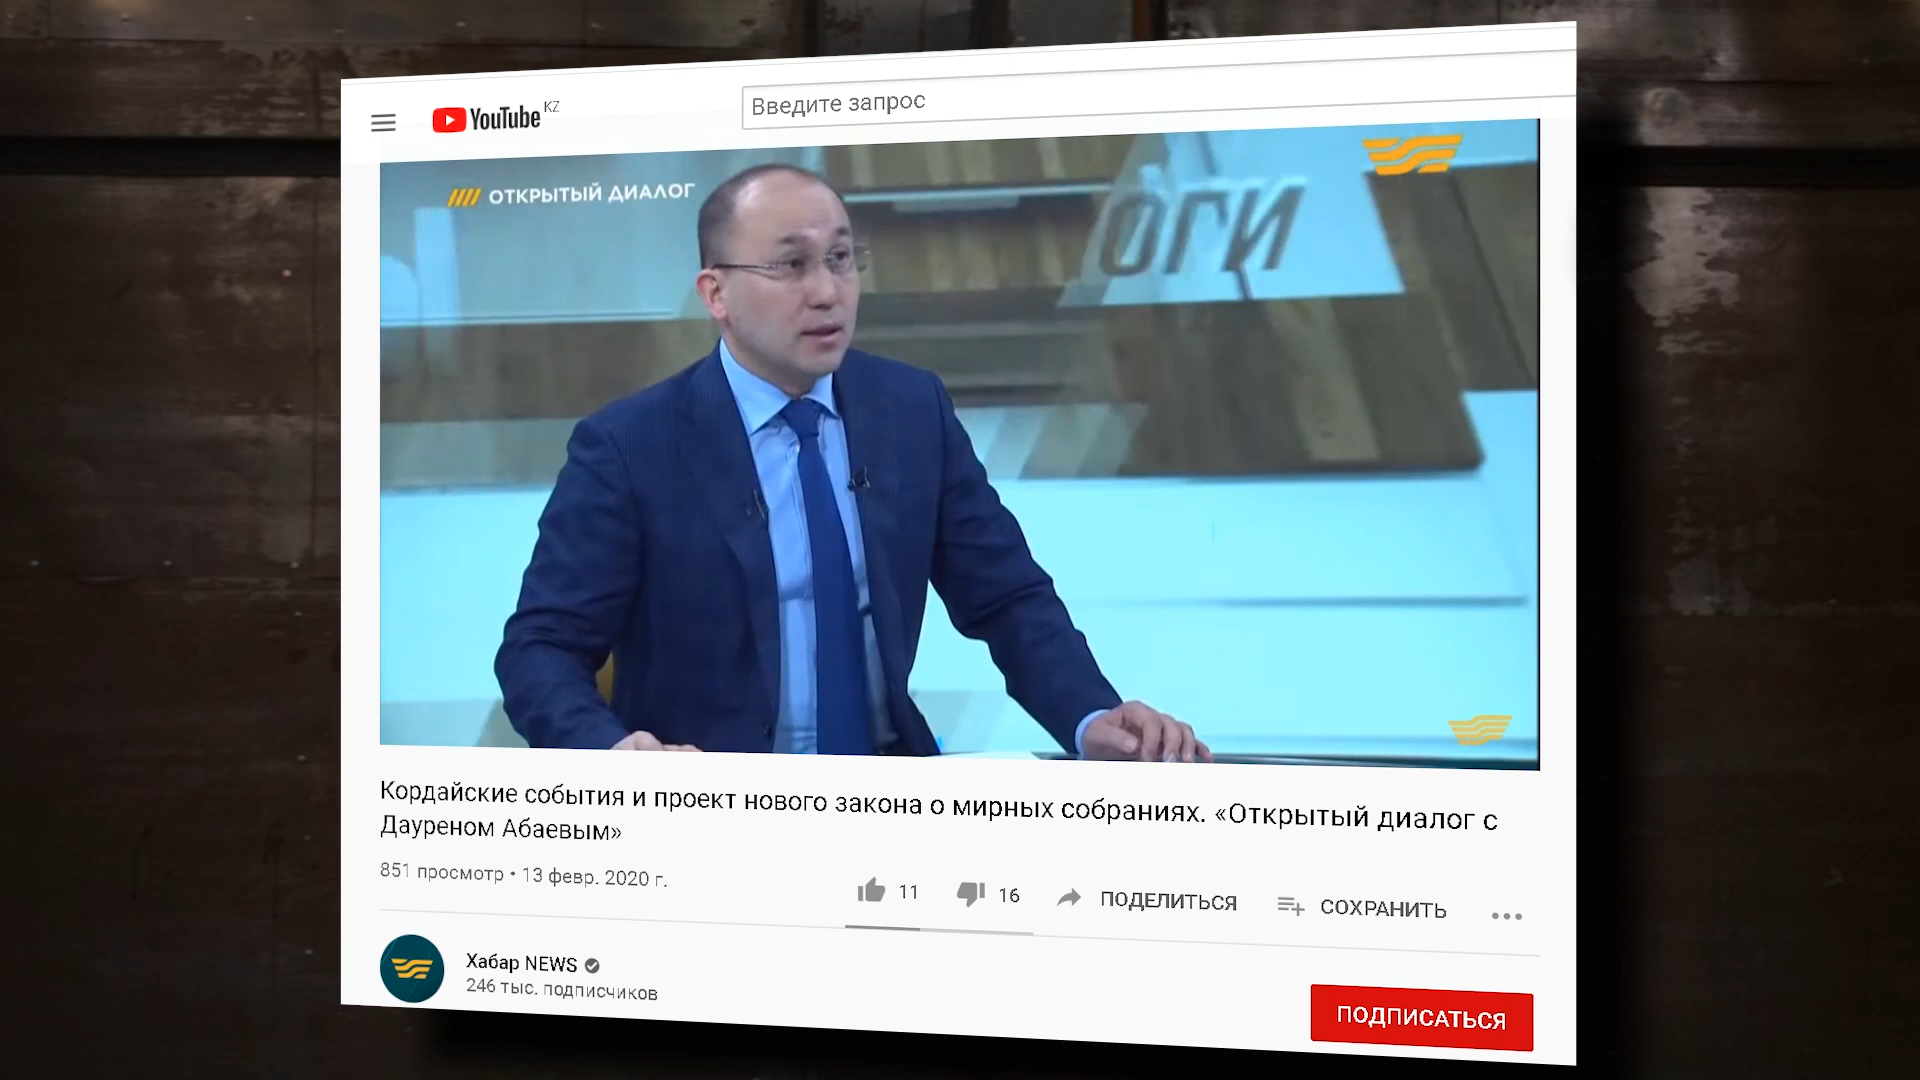 YouTube KZ
Введите запрос
ОТКРЫТЫЙ ДИАЛОГ
ОГИ
Кордайские события и проект нового закона о мирных собраниях. «Открытый диалог с
Дауреном Абаевым»
851 просмотр • 13 февр. 2020 г.
11
16
ПОДЕЛИТЬСЯ
СОХРАНИТЬ
Хабар NEWS
246 тыс. подписчиков
ПОДПИСАТЬСЯ